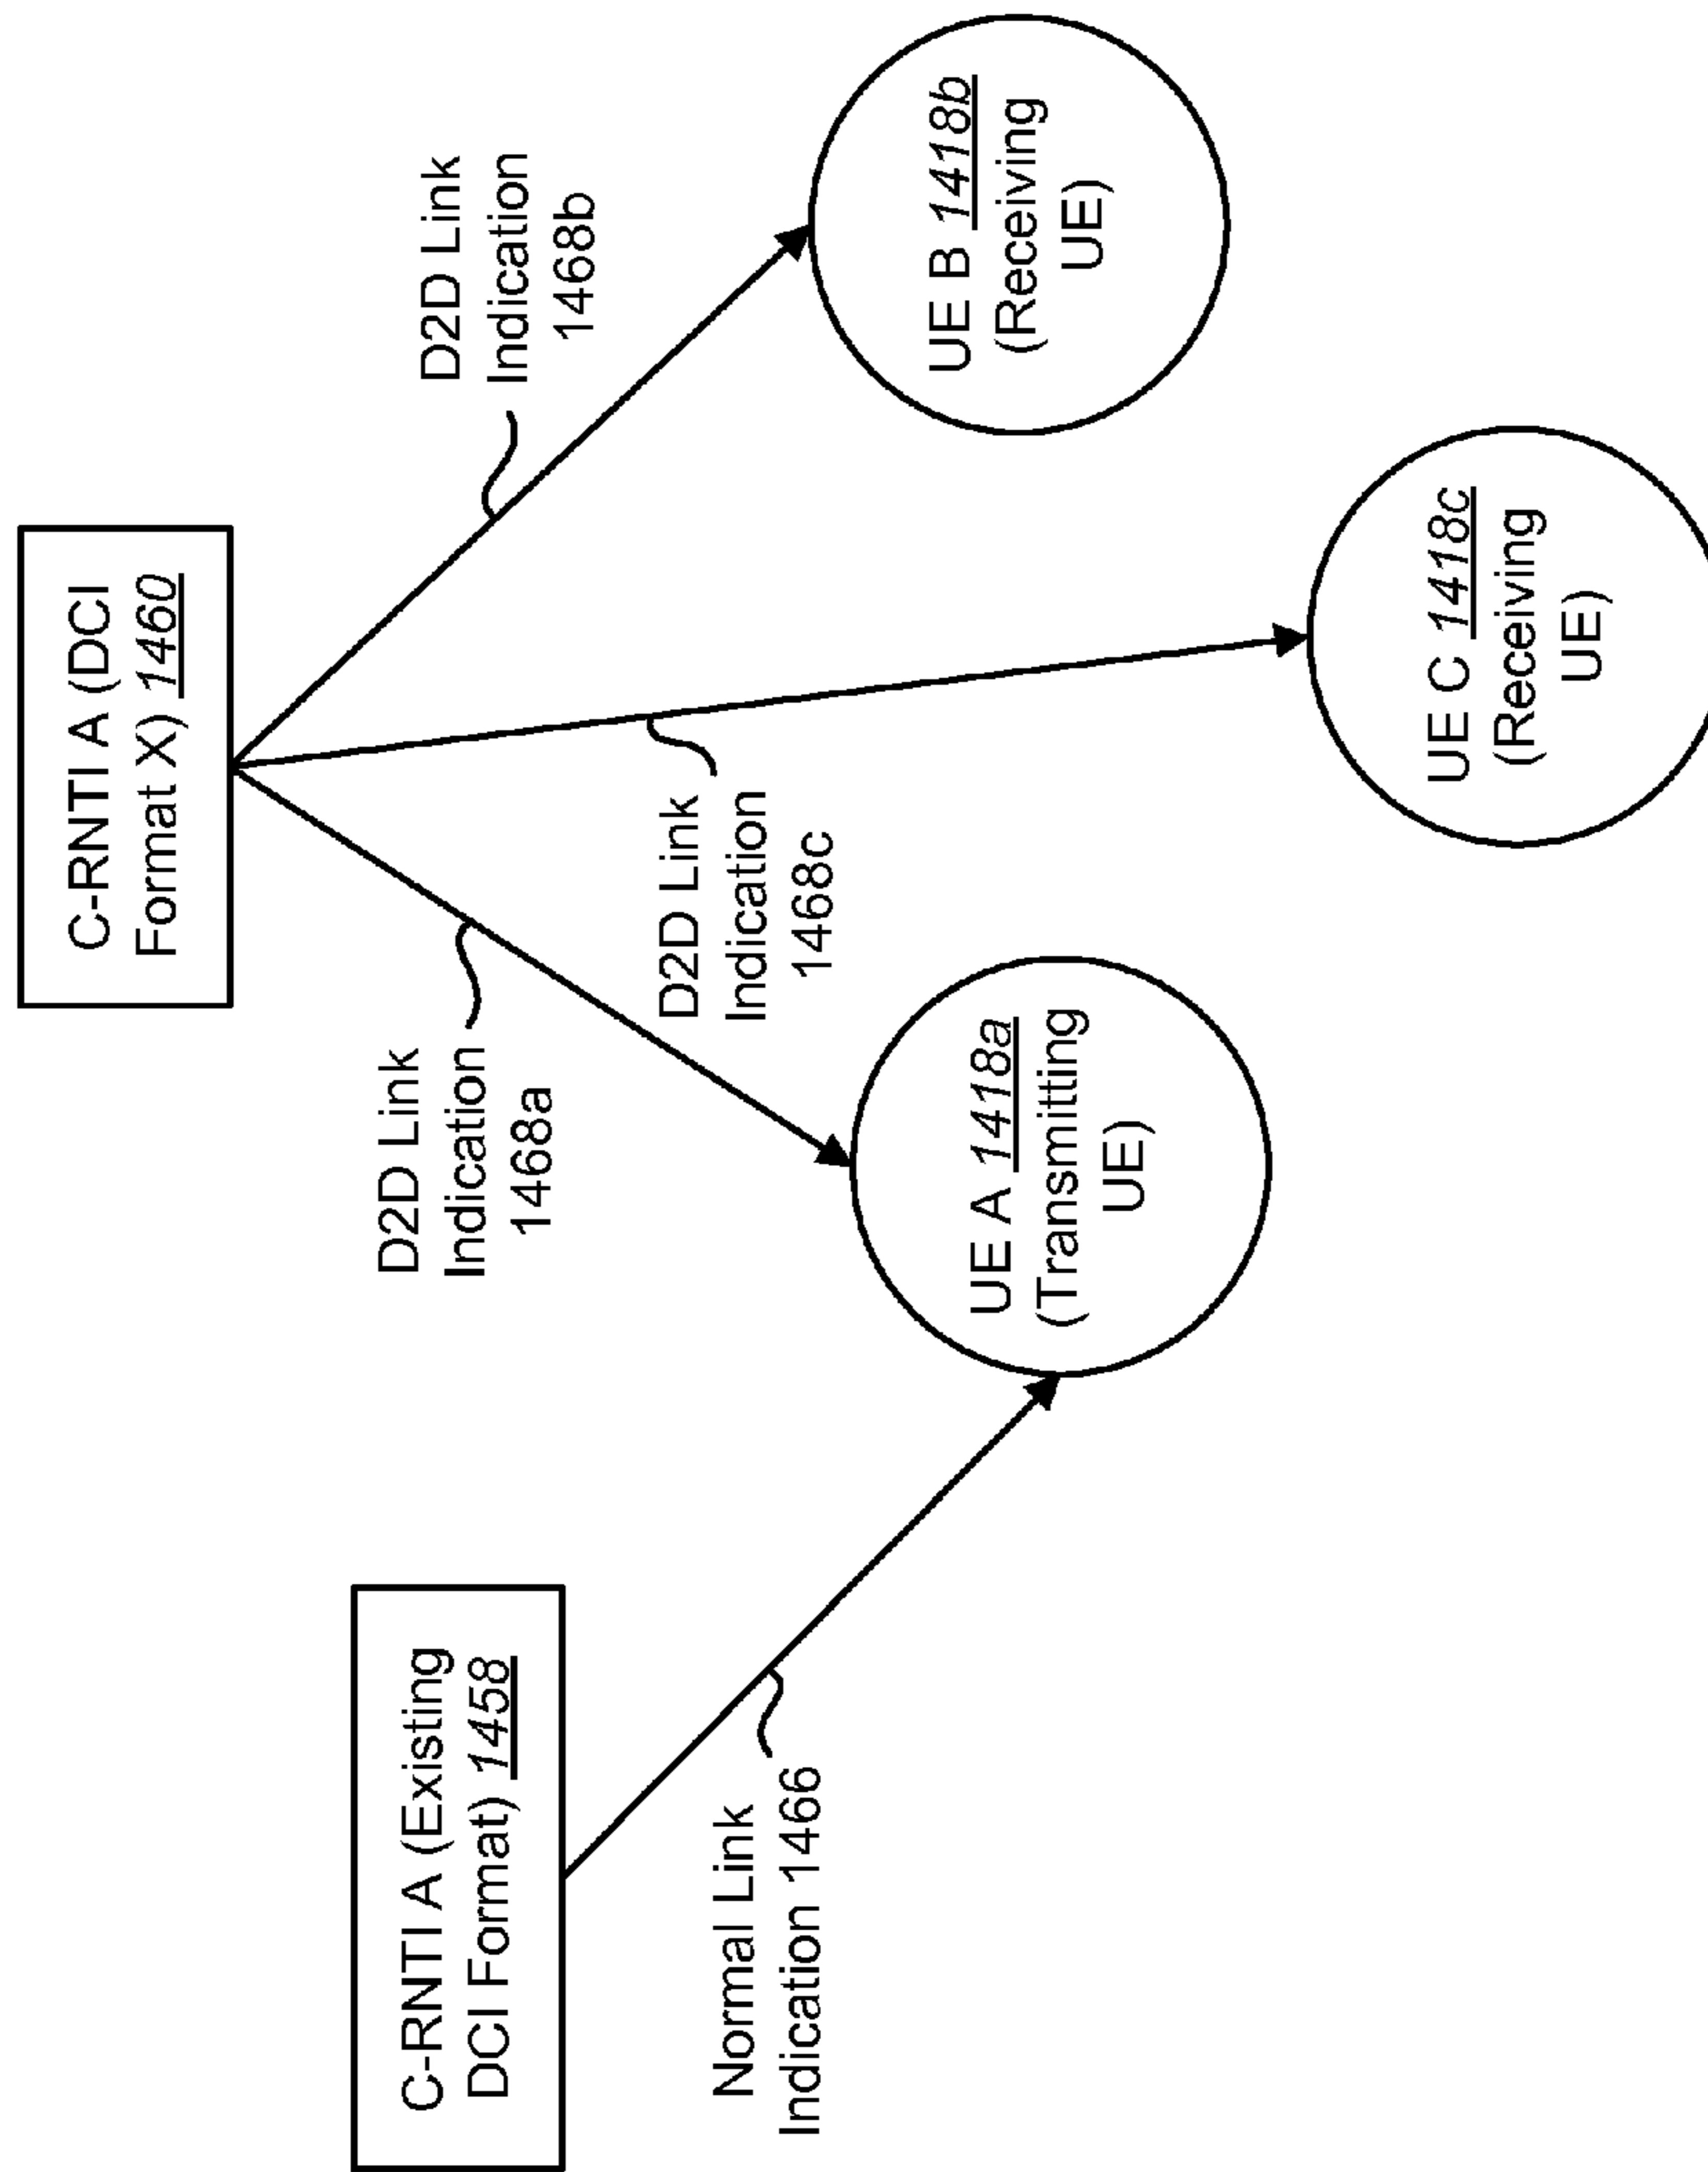 C-RNTI A (DCI
Format X) 1460
D2D Link
Indication
1468b
D2D Link
Indication
1468a
D2D Link
Indication
1468c
C-RNTI A (Existing
DCI Format) 1458
Normal Link
Indication 1466
UE A 1418a
(Transmitting
UE)
UE B 1418b
(Receiving
UE)
UE C 1418c
(Receiving
UE)